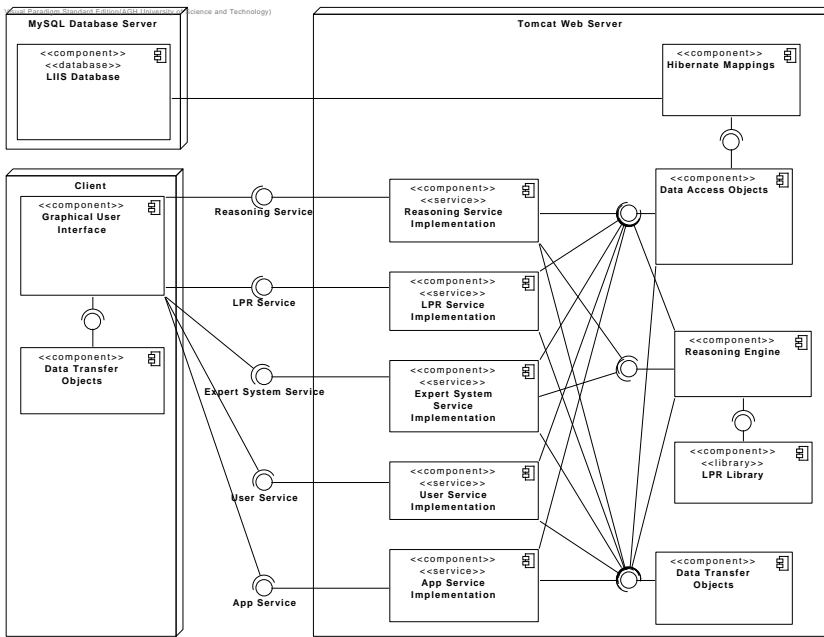 Visual Paradigm Standard Edition(AGH University of Science and Technology)
MySQL Database Server
<<component>>
<<database>>
LIIS Database
Tomcat Web Server
<<component>>
Hibernate Mappings
<<component>>
Data Access Objects
Client
<<component>>
Graphical User
Interface
<<component>>
Data Transfer
Objects
Reasoning Service
LPR Service
Expert System Service
User Service
App Service
<<component>>
<<service>>
Reasoning Service
Implementation
<<component>>
<<service>>
LPR Service
Implementation
<<component>>
<<service>>
Expert System
Service
Implementation
<<component>>
<<service>>
User Service
Implementation
<<component>>
<<service>>
App Service
Implementation
<<component>>
Reasoning Engine
<<component>>
<<library>>
LPR Library
<<component>>
Data Transfer
Objects